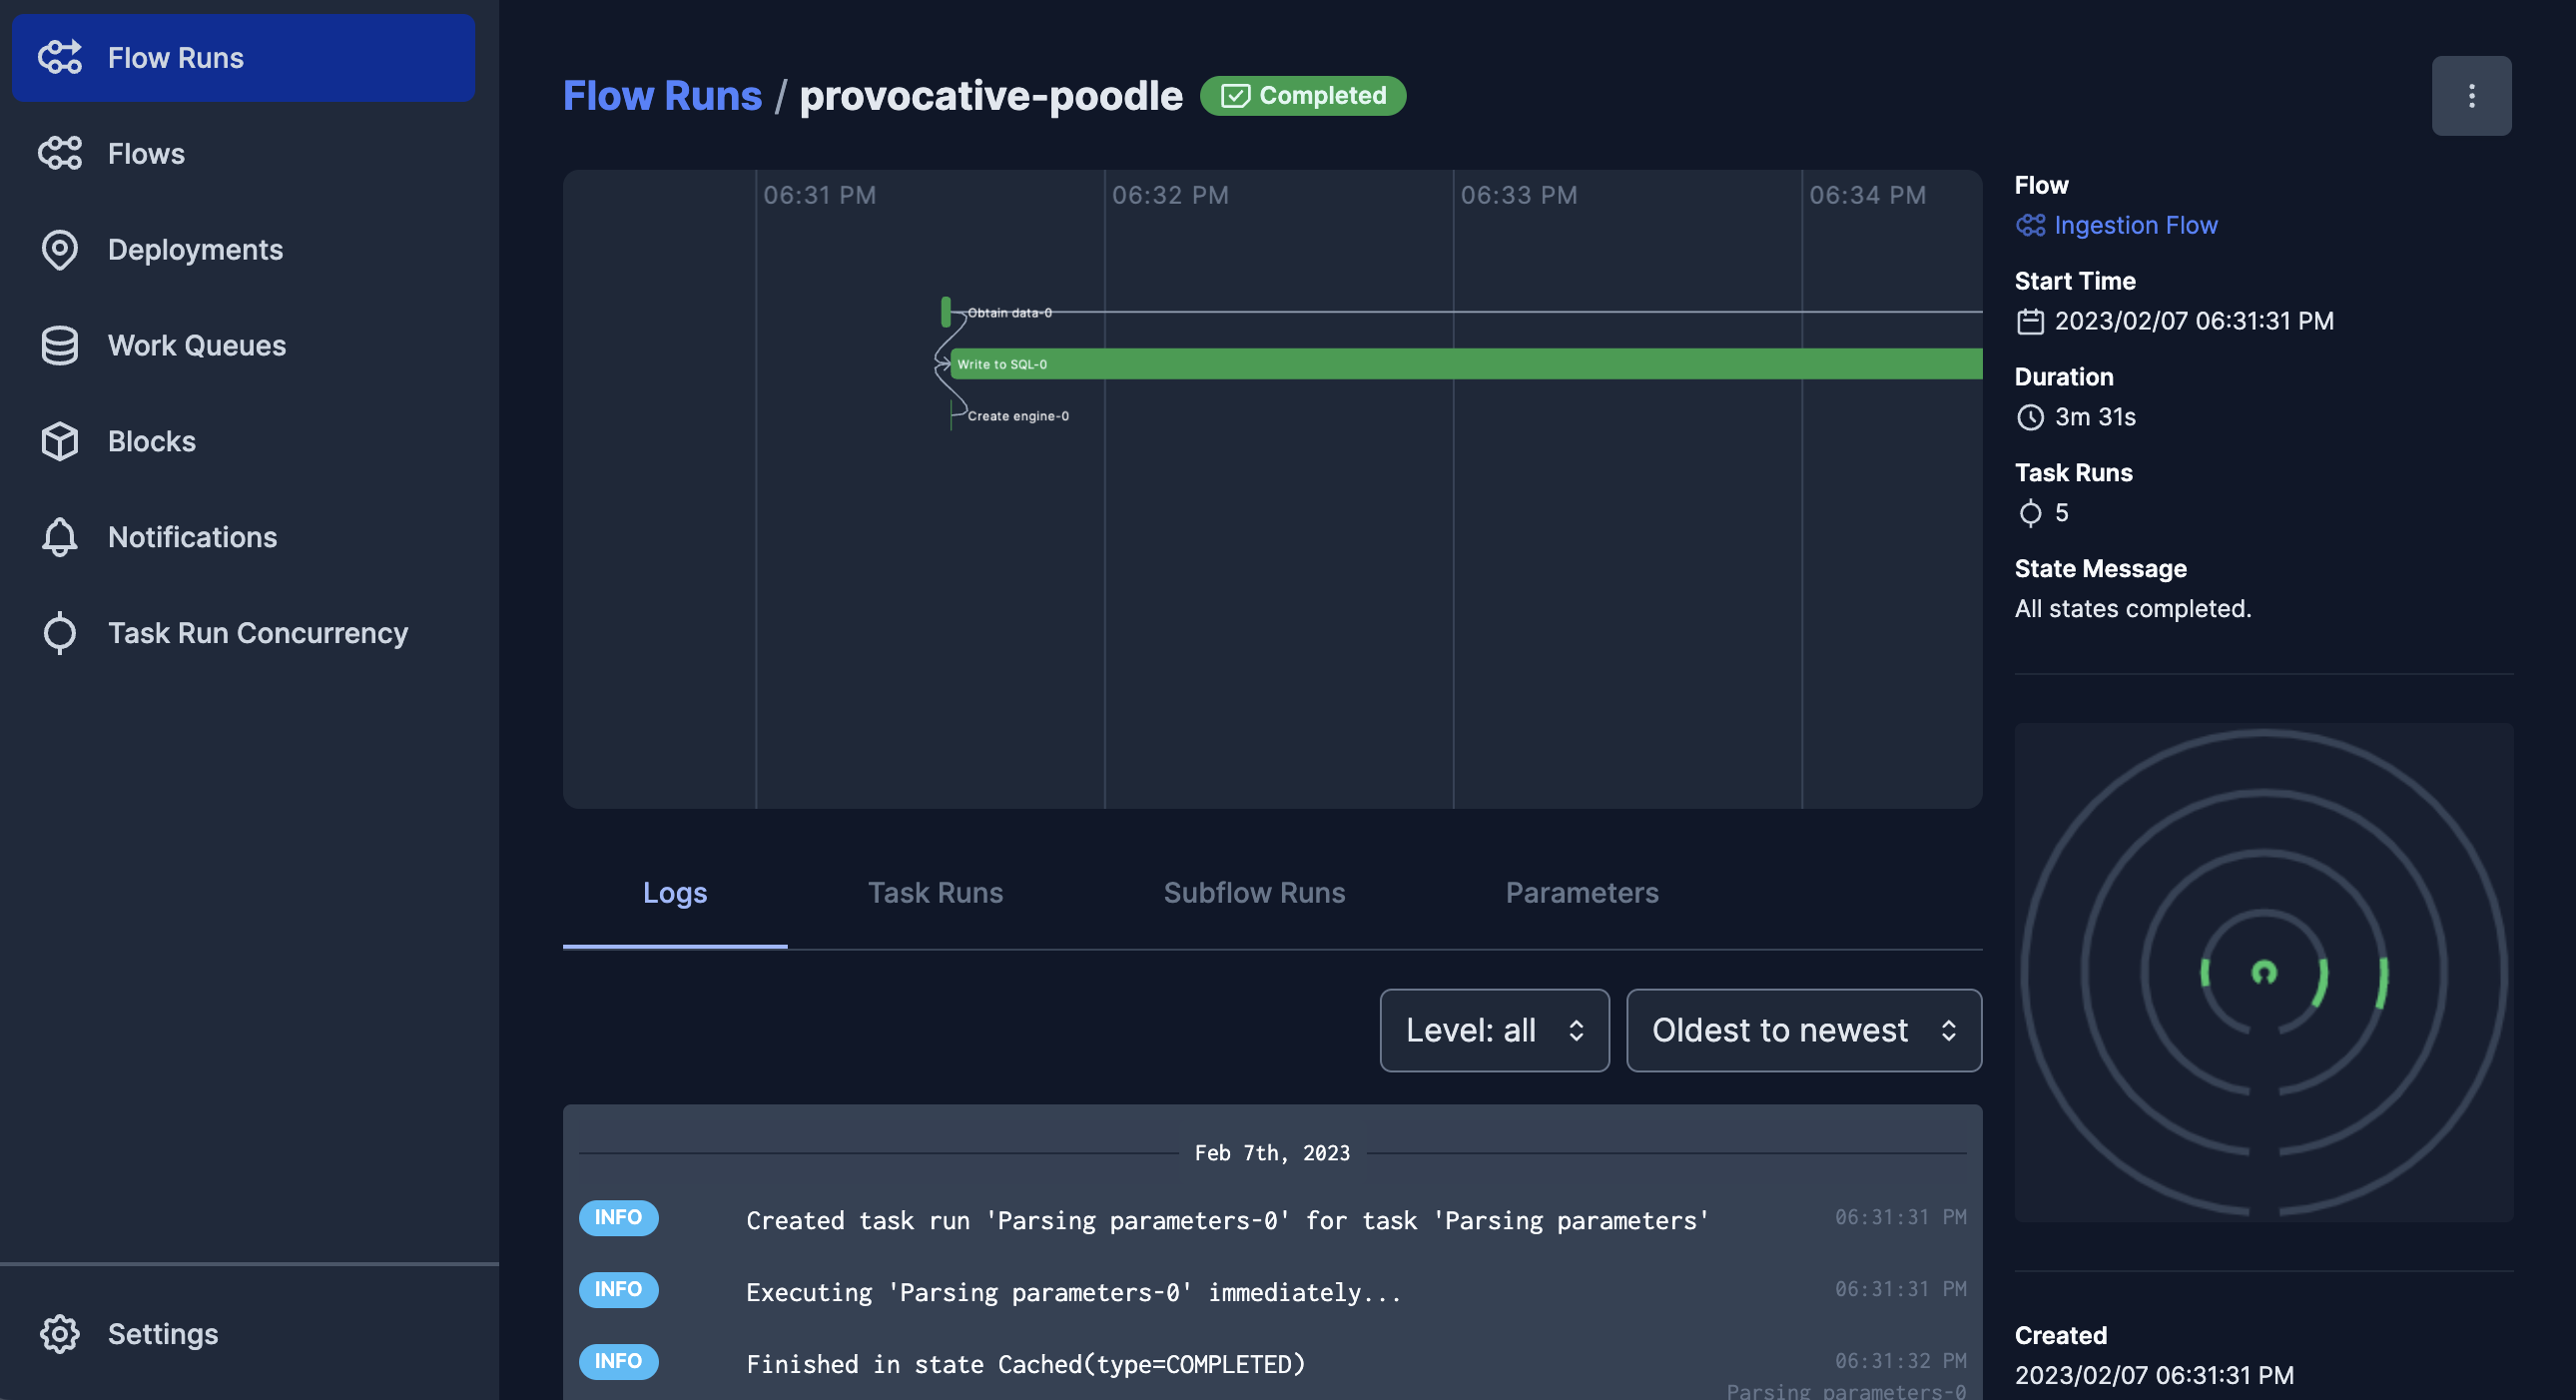 Flow Runs
Flows
Deployments
Work Queues
Blocks
Notifications
Task Run Concurrency
Settings
Flow Runs / provocative-poodle Completed
06:31 PM 06:32 PM 06:33 PM 06:34 PM
Obtain data-0
Write to SQL-0
Create engine-0
Logs Task Runs Subflow Runs Parameters
Level: all Oldest to newest
Feb 7th, 2023
INFO Created task run 'Parsing parameters-0' for task 'Parsing parameters' 06:31:31 PM
INFO Executing 'Parsing parameters-0' immediately... 06:31:31 PM
INFO Finished in state Cached(type=COMPLETED) 06:31:32 PM
Parsing parameters-0
Flow
Ingestion Flow
Start Time
2023/02/07 06:31:31 PM
Duration
3m 31s
Task Runs
5
State Message
All states completed.
Created
2023/02/07 06:31:31 PM